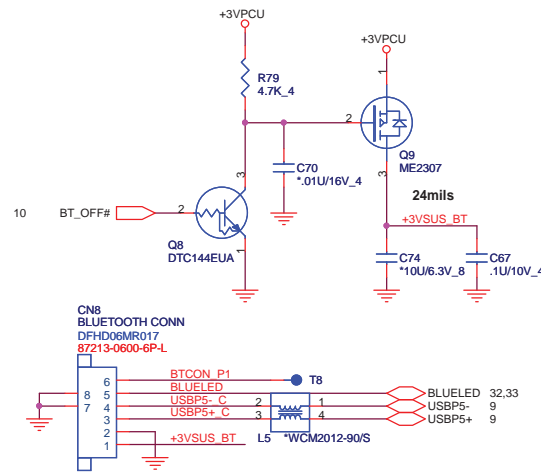 +3VPCU
+3VPCU
R79
4.7K_4
1
2
Q9
ME2307
3
C70
*.01U/16V_4
3
24mils
10 BT_OFF# 2
+3VSUS_BT
Q8
DTC144EUA
1
C74
*10U/6.3V_8
C67
.1U/10V_4
CN8
BLUETOOTH CONN
DFHD06MR017
87213-0600-6P-L
6 BTCON_P1 T8
8 5 BLUELED BLUELED 32,33
7 4 USBP5-_C 2 1 USBP5- 9
3 USBP5+_C 3 4 USBP5+ 9
2
1 +3VSUS_BT
L5 *WCM2012-90/S